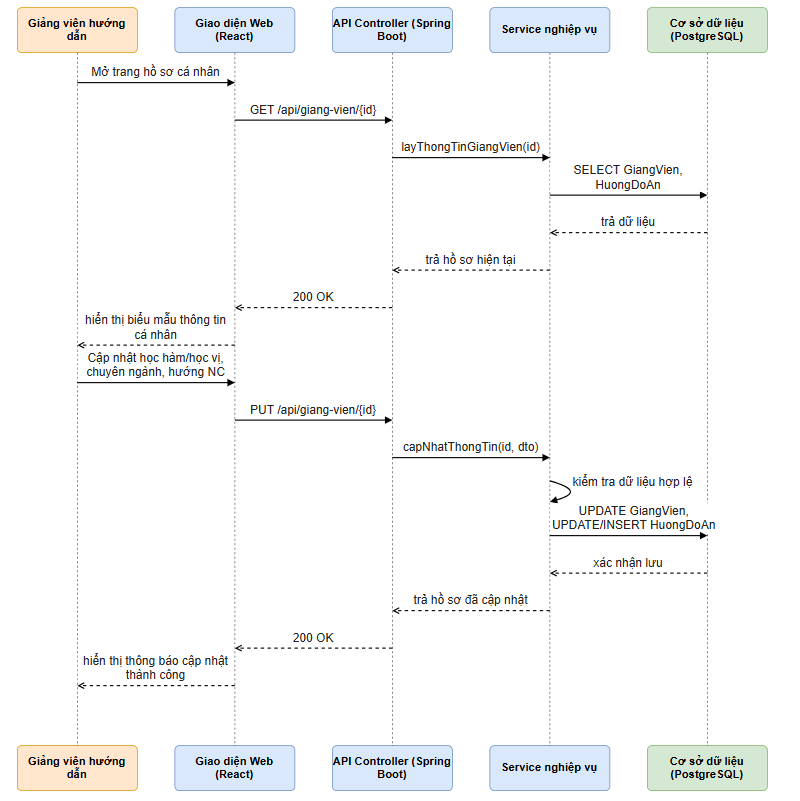 Giảng viên hướng
dẫn
Giao diện Web
(React)
API Controller (Spring
Boot)
Service nghiệp vụ
Cơ sở dữ liệu
(PostgreSQL)
Mở trang hồ sơ cá nhân
GET /api/giang-vien/{id}
layThongTinGiangVien(id)
SELECT GiangVien,
HuongDoAn
trả dữ liệu
trả hồ sơ hiện tại
200 OK
hiển thị biểu mẫu thông tin
cá nhân
Cập nhật học hàm/học vị,
chuyên ngành, hướng NC
PUT /api/giang-vien/{id}
capNhatThongTin(id, dto)
kiểm tra dữ liệu hợp lệ
UPDATE GiangVien,
UPDATE/INSERT HuongDoAn
xác nhận lưu
trả hồ sơ đã cập nhật
200 OK
hiển thị thông báo cập nhật
thành công
Giảng viên hướng
dẫn
Giao diện Web
(React)
API Controller (Spring
Boot)
Service nghiệp vụ
Cơ sở dữ liệu
(PostgreSQL)